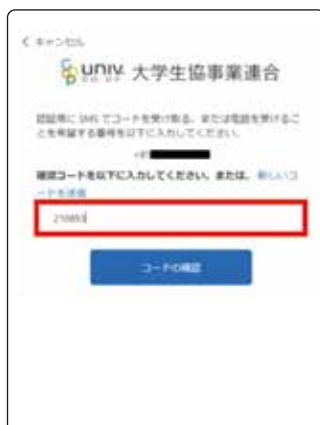 < キャンセル
univ. 大学生協事業連合
CO-OP
認証用に SMS でコードを受け取る、または電話を受けるこ
とを希望する番号を以下に入力してください。
+81
確認コードを以下に入力してください。または、新しいコ
ードを送信
コードの確認